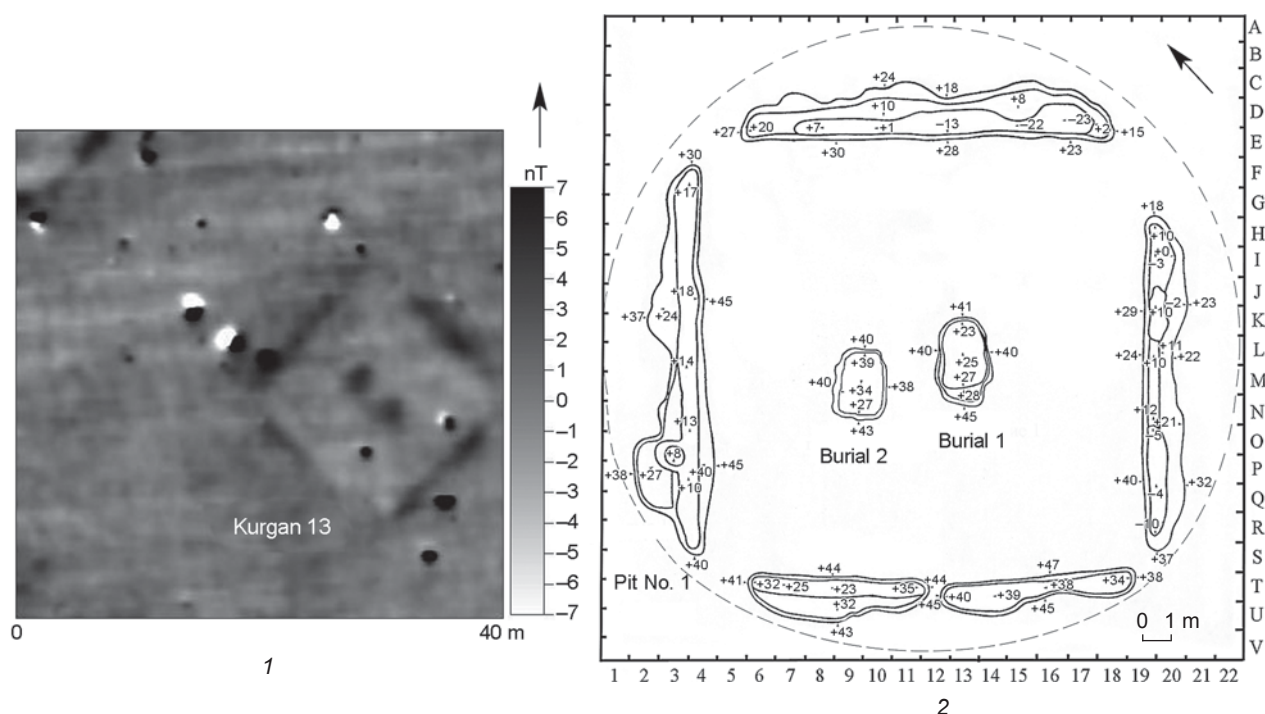 nT
7
6
5
4
3
2
1
0
–1
–2
–3
–4
–5
–6
–7
Kurgan 13
0 40 m
1
A
B
C
D
E
F
G
H
I
J
K
L
M
N
O
P
Q
R
S
T
U
V
+24 +18
+10 +8
+27 +20 +7 +1 –13 –22 –23 +2 +15
+30 +28 +23
+30
+17
+18
+10
+0
–3
+18 +45
+37 +24
+29 +10 –2 +23
+41
+23
+40 +40
+25
+27
+28
+45
+40
+39
+40 +34 +38
+27
+43
+11
+24 +10 +22
+14
+12
+21
–5
+13
+8
+38 +27 +40 +45
+10
+40 –4 +32
–10
+37
Burial 2
Burial 1
+40
Pit No. 1
+41 +44 +44 +47 +38
+32 +25 +23 +35 +40 +39 +38 +34
+32 +45 +45
+43
0 1 m
1 2 3 4 5 6 7 8 9 10 11 12 13 14 15 16 17 18 19 20 21 22
2